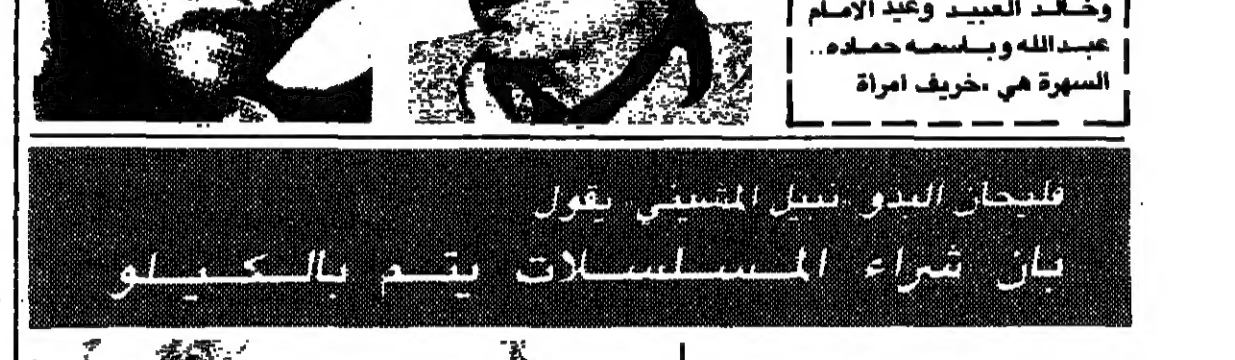 وخالد العبيد وعبد الامام
عبدالله وباسمه حماده..
السهرة هي «خريف امراة
فليحان البدو نبيل المشيني يقول
بان شراء المسلسلات يتم بالكيلو